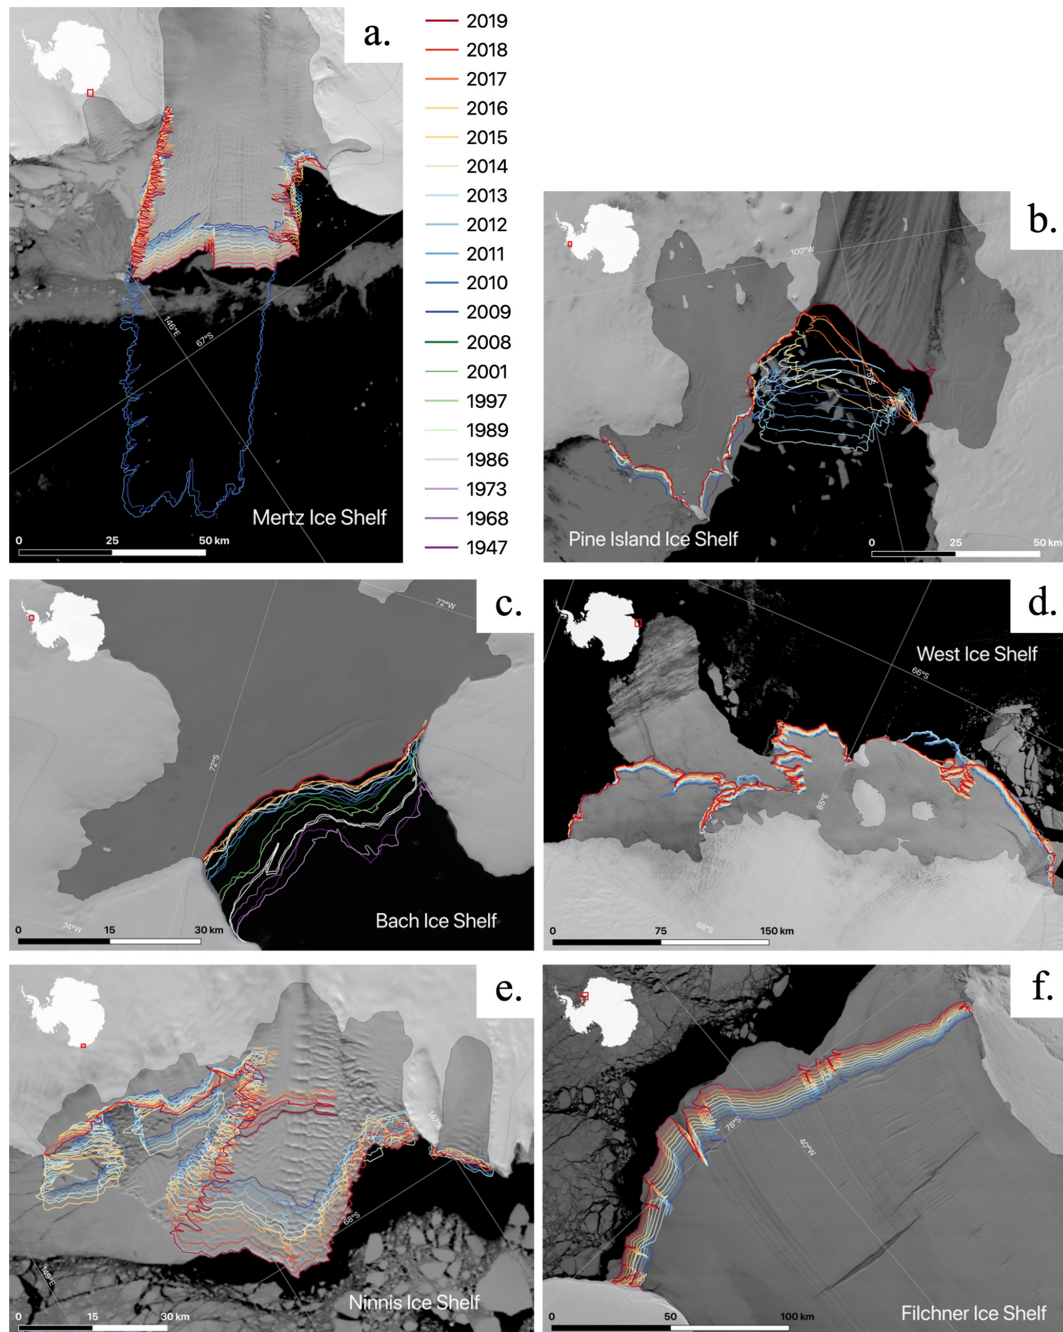 a.
146°E
67°S
Mertz Ice Shelf
0 25 50 km
2019
2018
2017
2016
2015
2014
2013
2012
2011
2010
2009
2008
2001
1997
1989
1986
1973
1968
1947
b.
100°W
Pine Island Ice Shelf
0 25 50 km
c.
72°W
72°S
74°W
Bach Ice Shelf
0 15 30 km
d.
West Ice Shelf
66°S
85°E
68°S
0 75 150 km
e.
68°S
149°E
Ninnis Ice Shelf
0 15 30 km
f.
78°S
40°W
Filchner Ice Shelf
0 50 100 km